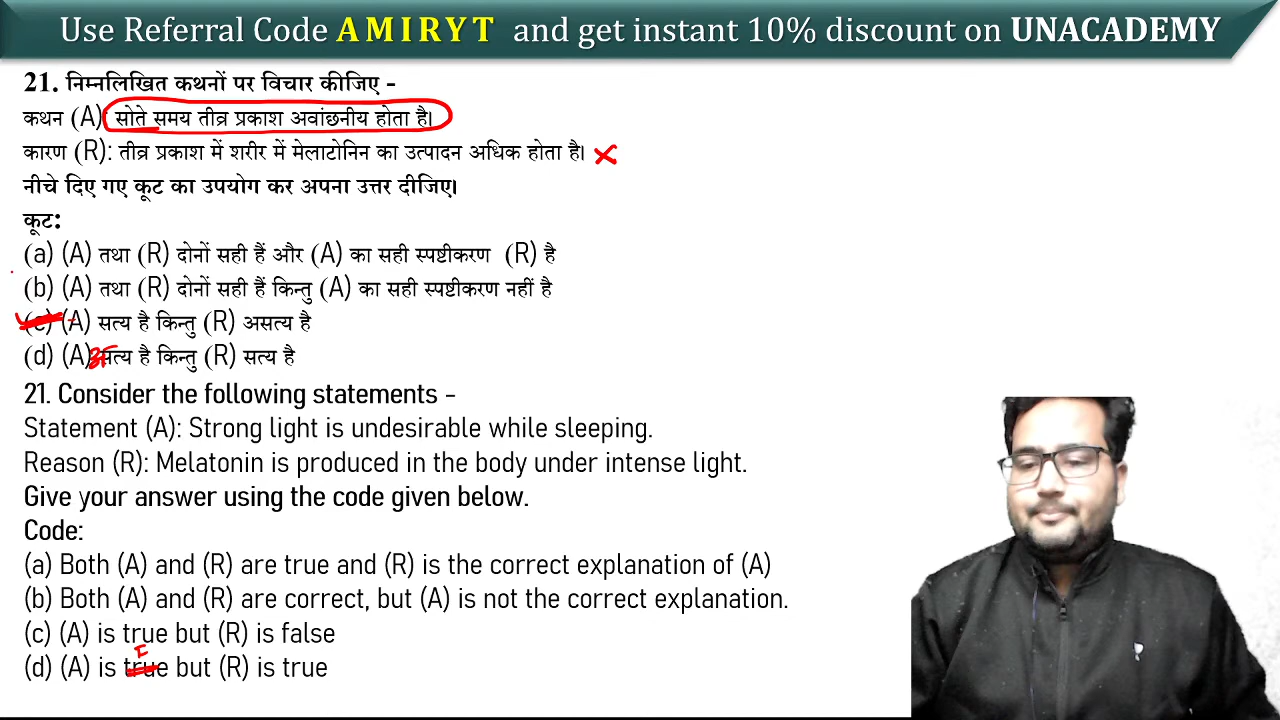 Use Referral Code AMIRYT and get instant 10% discount on UNACADEMY
21. निम्नलिखित कथनों पर विचार कीजिए -
कथन (A): सोते समय तीव्र प्रकाश अवांछनीय होता है।
कारण (R): तीव्र प्रकाश में शरीर में मेलाटोनिन का उत्पादन अधिक होता है।
नीचे दिए गए कूट का उपयोग कर अपना उत्तर दीजिए।
कूट:
(a) (A) तथा (R) दोनों सही हैं और (A) का सही स्पष्टीकरण (R) है
(b) (A) तथा (R) दोनों सही हैं किन्तु (A) का सही स्पष्टीकरण नहीं है
(c) (A) सत्य है किन्तु (R) असत्य है
(d) (A) सत्य है किन्तु (R) सत्य है
21. Consider the following statements -
Statement (A): Strong light is undesirable while sleeping.
Reason (R): Melatonin is produced in the body under intense light.
Give your answer using the code given below.
Code:
(a) Both (A) and (R) are true and (R) is the correct explanation of (A)
(b) Both (A) and (R) are correct, but (A) is not the correct explanation.
(c) (A) is true but (R) is false
(d) (A) is true but (R) is true